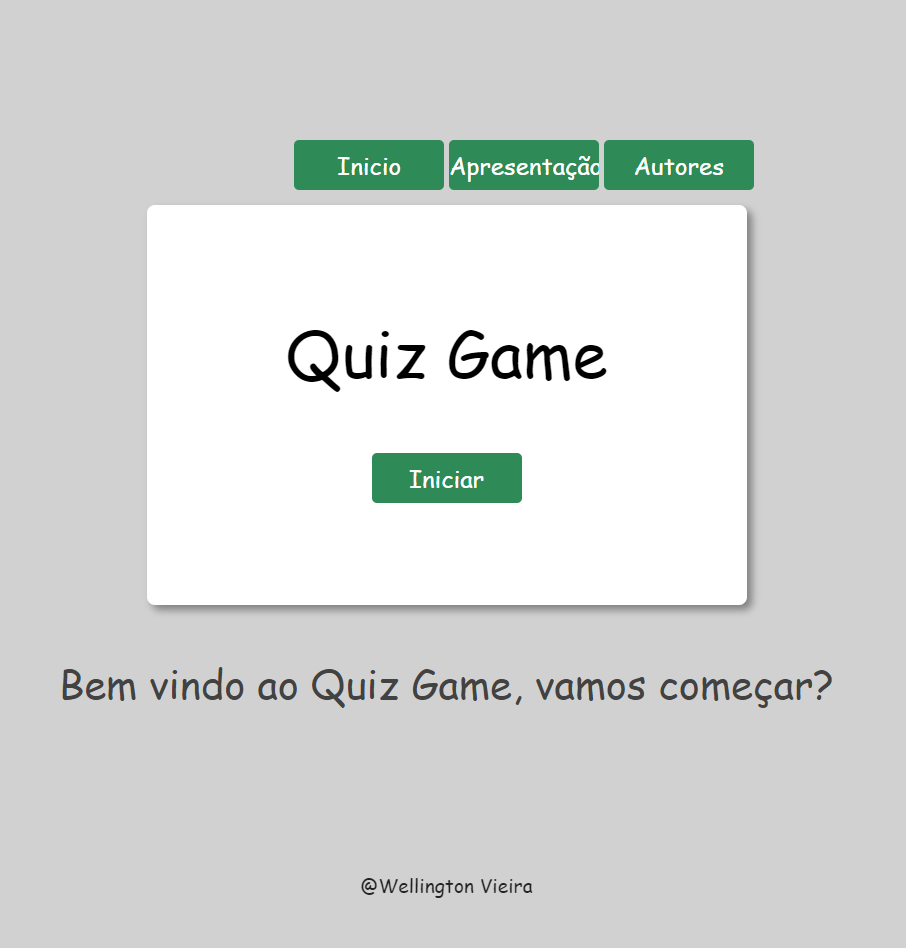 Inicio Apresentação Autores
Quiz Game
Iniciar
Bem vindo ao Quiz Game, vamos começar?
@Wellington Vieira